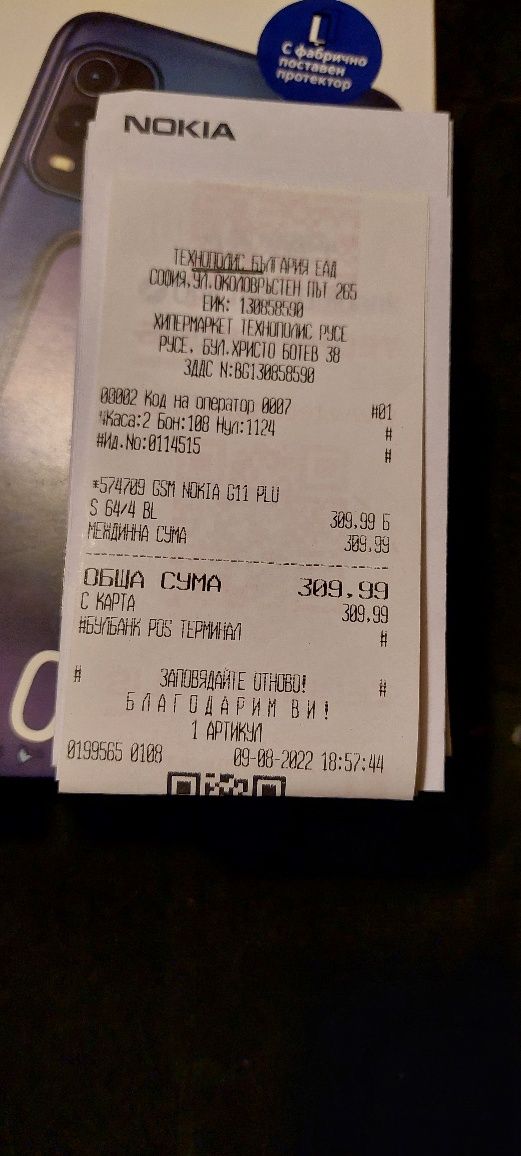 С фабрично
поставен
протектор
NOKIA
ТЕХНОПОЛИС БЪЛГАРИЯ ЕАД
СОФИЯ,УЛ.ОКОЛОВРЪСТЕН ПЪТ 265
ЕИК: 130858590
ХИПЕРМАРКЕТ ТЕХНОПОЛИС РУСЕ
РУСЕ, БУЛ.ХРИСТО БОТЕВ 38
ЗДДС N:BG130858590
00002 Код на оператор 0007 #01
Каса:2 Бон:108 Нул:1124 #
#Ид.No:0114515 #
*574709 GSM NOKIA G11 PLU
S 64/4 BL 309,99 Б
МЕЖДИННА СУМА 309.99
ОБЩА СУМА 309.99
С КАРТА 309.99
#БУЛБАНК POS ТЕРМИНАЛ #
# ЗАПОВЯДАЙТЕ ОТНОВО! #
Б Л А Г О Д А Р И М В И !
1 АРТИКУЛ
0199565 0108 09-08-2022 18:57:44